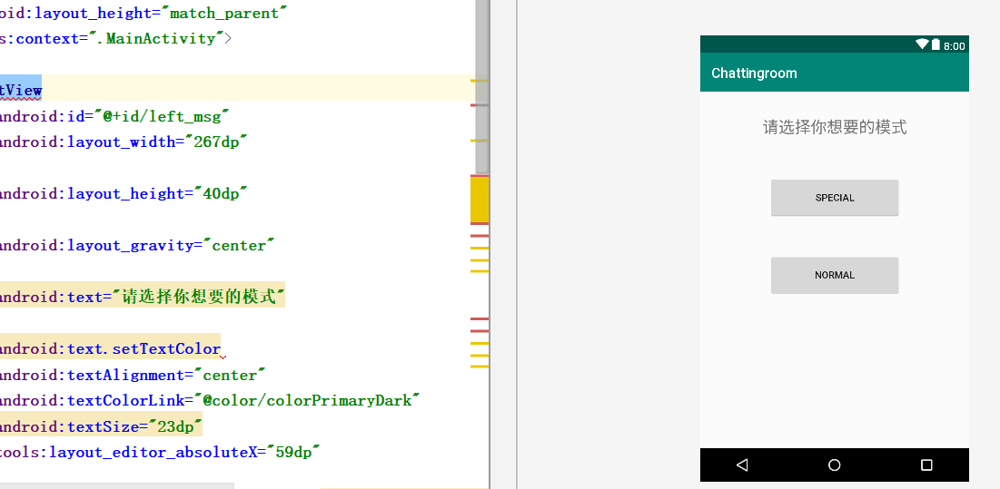 oid:layout_height="match_parent"
s:context=".MainActivity">
tView
android:id="@+id/left_msg"
android:layout_width="267dp"
android:layout_height="40dp"
android:layout_gravity="center"
android:text="请选择你想要的模式"
android:text.setTextColor
android:textAlignment="center"
android:textColorLink="@color/colorPrimaryDark"
android:textSize="23dp"
tools:layout_editor_absoluteX="59dp"
8:00
Chattingroom
请选择你想要的模式
SPECIAL
NORMAL